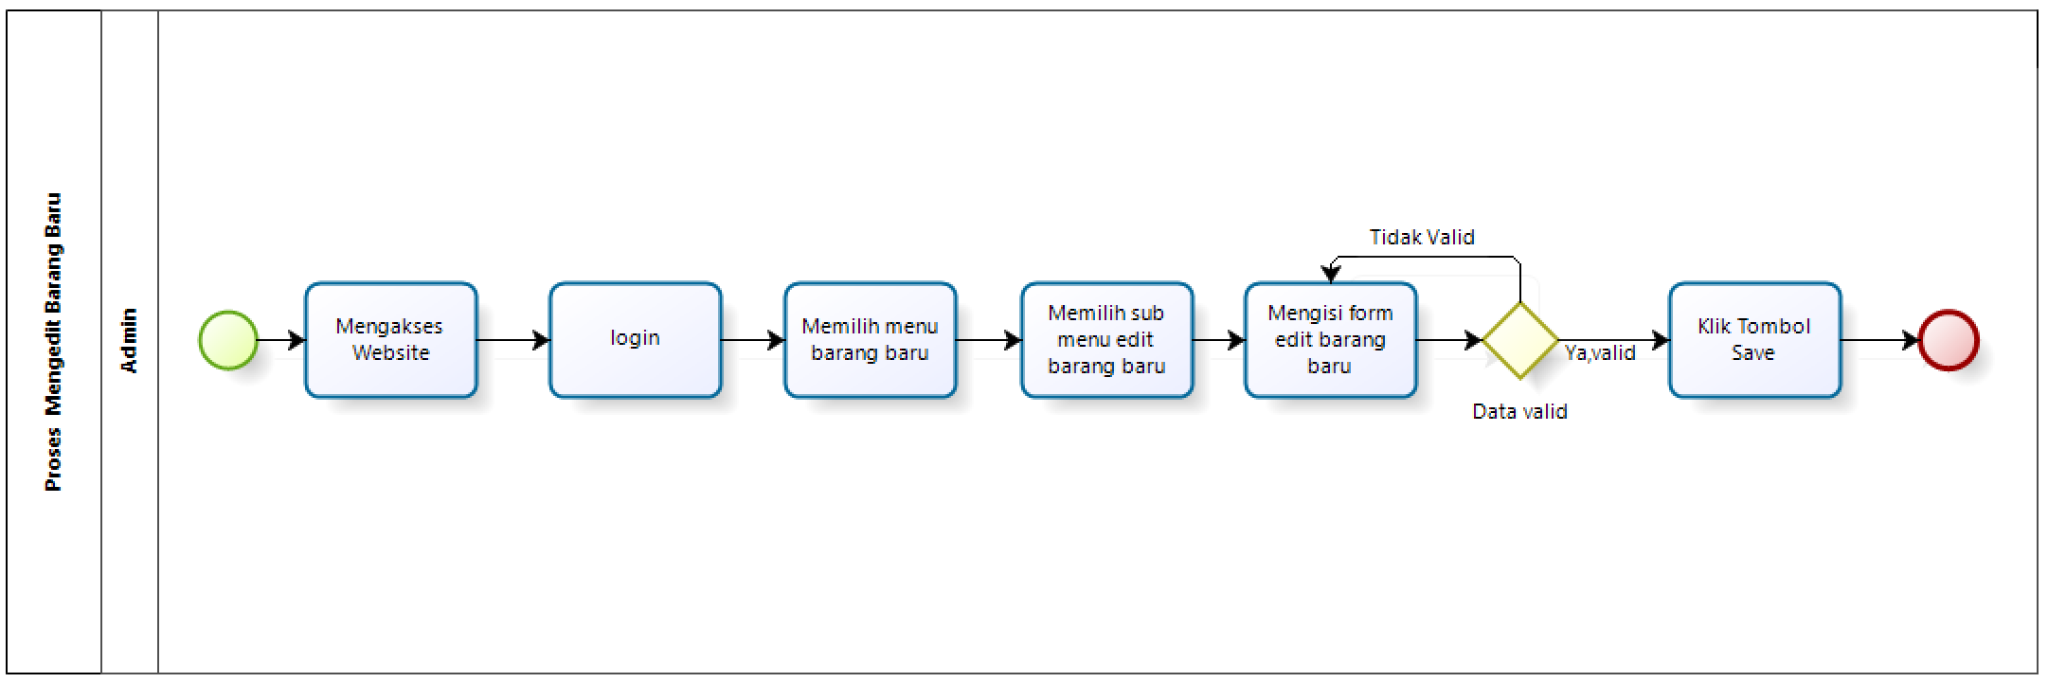 Proses Mengedit Barang Baru
Admin
Mengakses
Website
login
Memilih menu
barang baru
Memilih sub
menu edit
barang baru
Mengisi form
edit barang
baru
Tidak Valid
Data valid
Ya,valid
Klik Tombol
Save